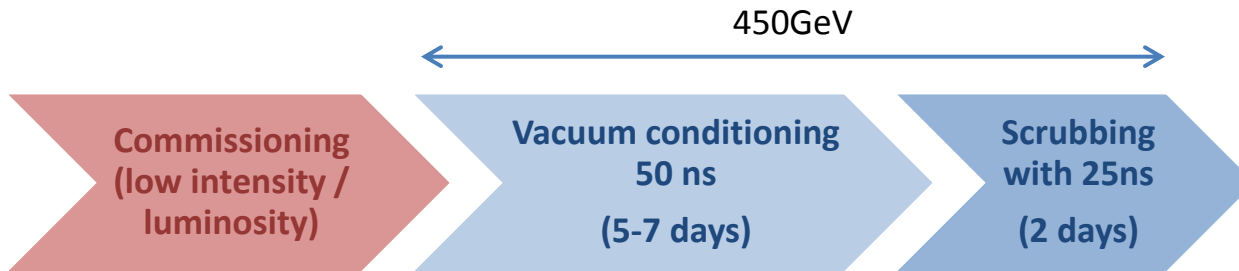 450GeV
Commissioning
(low intensity /
luminosity)
Vacuum conditioning
50 ns
(5-7 days)
Scrubbing
with 25ns
(2 days)